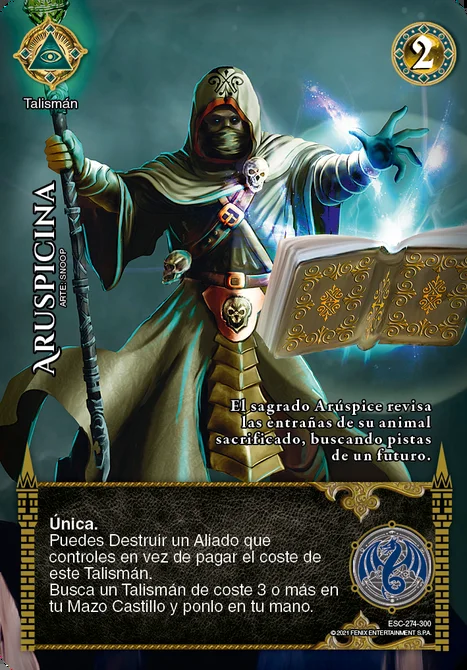 Talismán
2
ARUSPICINA
ARTE: SNOOP
El sagrado Arúspice revisa
las entrañas de su animal
sacrificado, buscando pistas
de un futuro.
Única.
Puedes Destruir un Aliado que
controles en vez de pagar el coste de
este Talismán.
Busca un Talismán de coste 3 o más en
tu Mazo Castillo y ponlo en tu mano.
ESC-274-300
©2021 FENIX ENTERTAINMENT S.P.A.